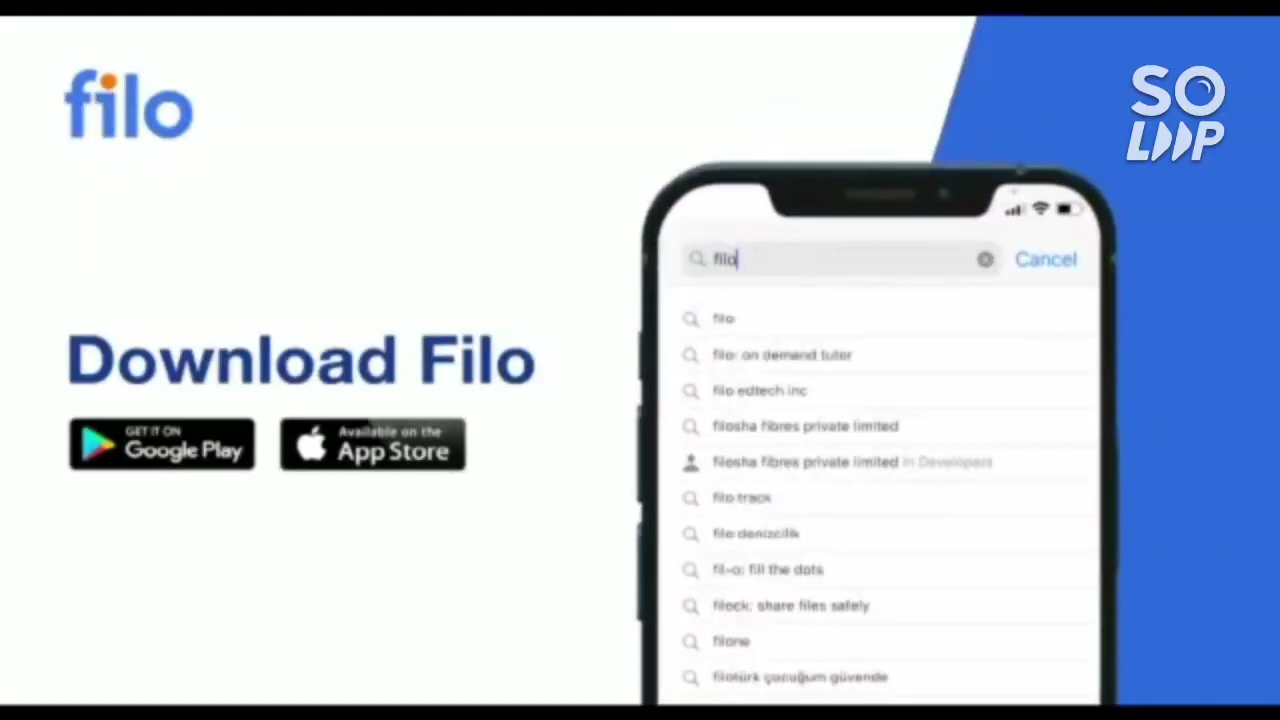 filo
SO
LOOP
filo
Cancel
filo
filo: on demand tutor
filo edtech inc
filosha fibres private limited
filosha fibres private limited in Developers
filo track
filo denizcilik
fil-o: fill the dots
filock: share files safely
filone
filotürk çocuğum güvende
Download Filo
GET IT ON
Google Play
Available on the
App Store